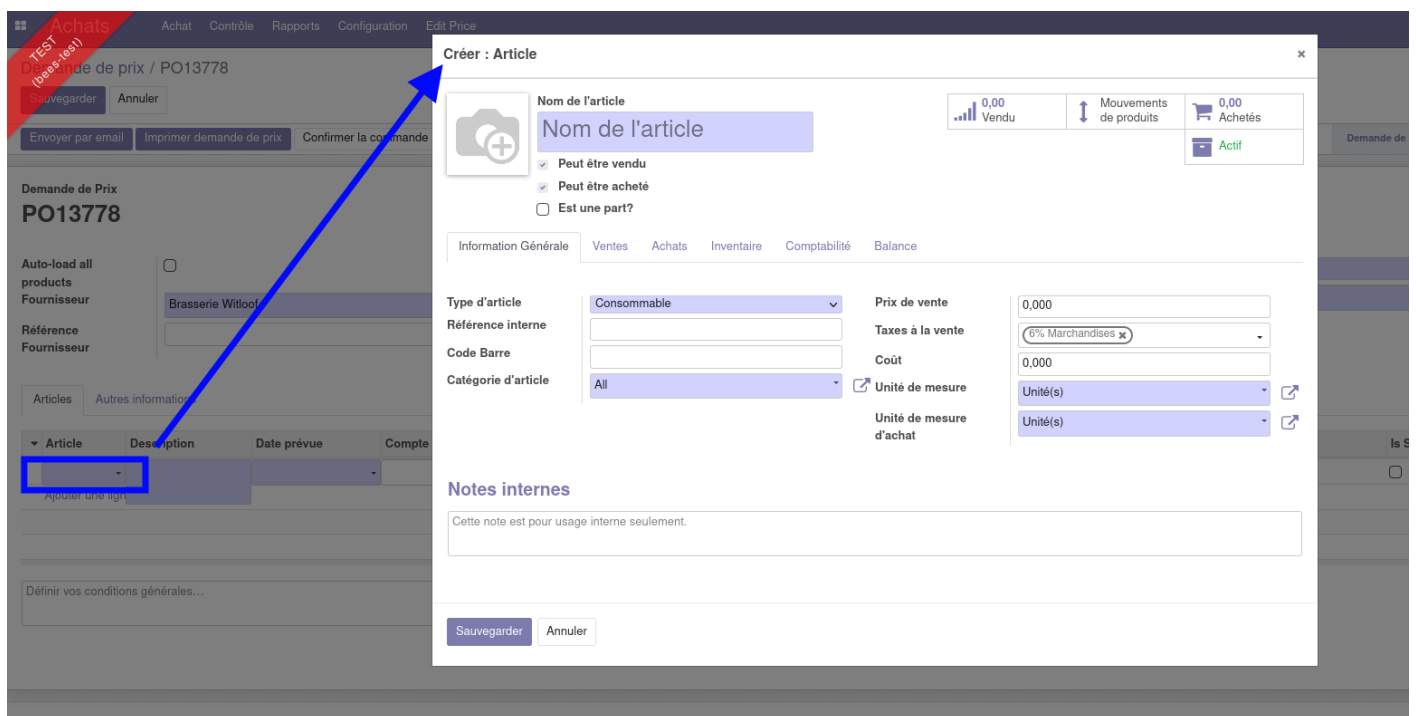 Achats Achat Contrôle Rapports Configuration Edit Price
TEST
(bees-test)
Demande de prix / PO13778
Sauvegarder Annuler
Envoyer par email Imprimer demande de prix Confirmer la commande
Demande de
Demande de Prix
PO13778
Auto-load all
products
Fournisseur Brasserie Witloof
Référence
Fournisseur
Articles Autres informations
Article Description Date prévue Compte
Is S
Ajouter une lign
Définir vos conditions générales…
Créer : Article ×
Nom de l'article
Nom de l'article
Peut être vendu
Peut être acheté
Est une part?
0,00
Vendu
Mouvements
de produits
0,00
Achetés
Actif
Information Générale Ventes Achats Inventaire Comptabilité Balance
Type d'article Consommable
Référence interne
Code Barre
Catégorie d'article All
Prix de vente 0,000
Taxes à la vente 6% Marchandises ×
Coût 0,000
Unité de mesure Unité(s)
Unité de mesure
d'achat Unité(s)
Notes internes
Cette note est pour usage interne seulement.
Sauvegarder Annuler